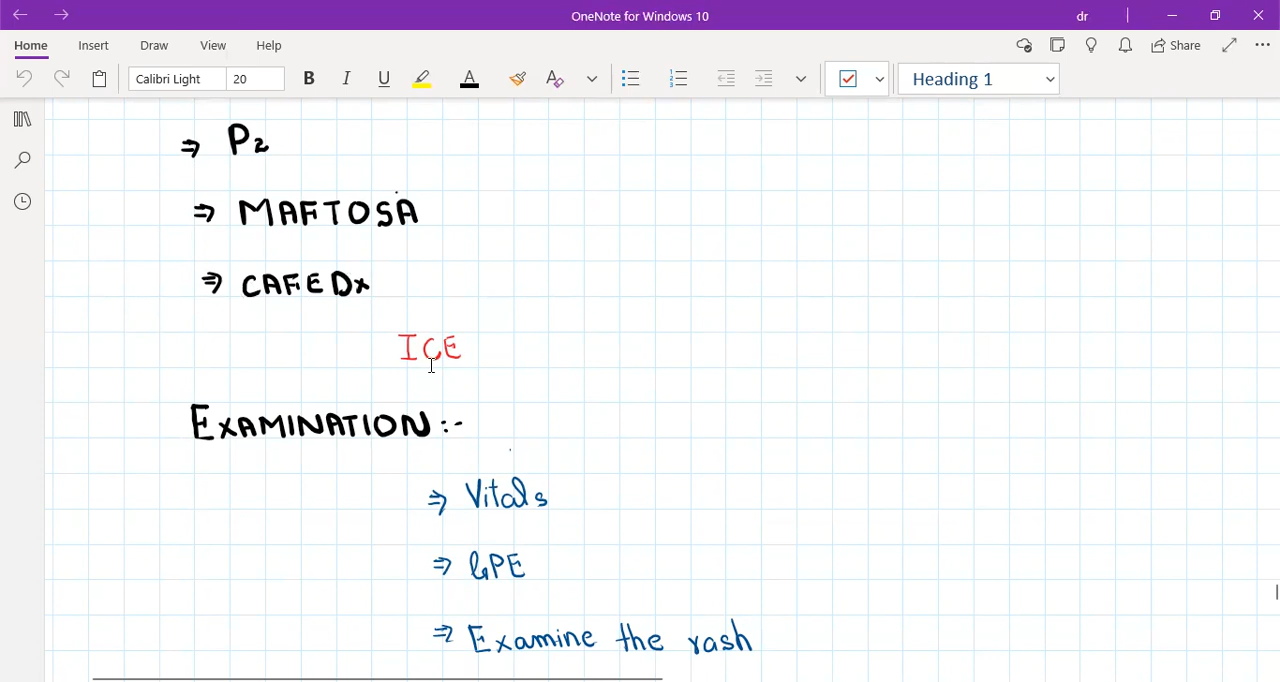 OneNote for Windows 10
dr
Home Insert Draw View Help
Share
Calibri Light 20 B I U A A Heading 1
⇒ P2
⇒ MAFTOSA
⇒ CAFEDx
ICE
EXAMINATION :-
⇒ Vitals
⇒ GPE
⇒ Examine the rash